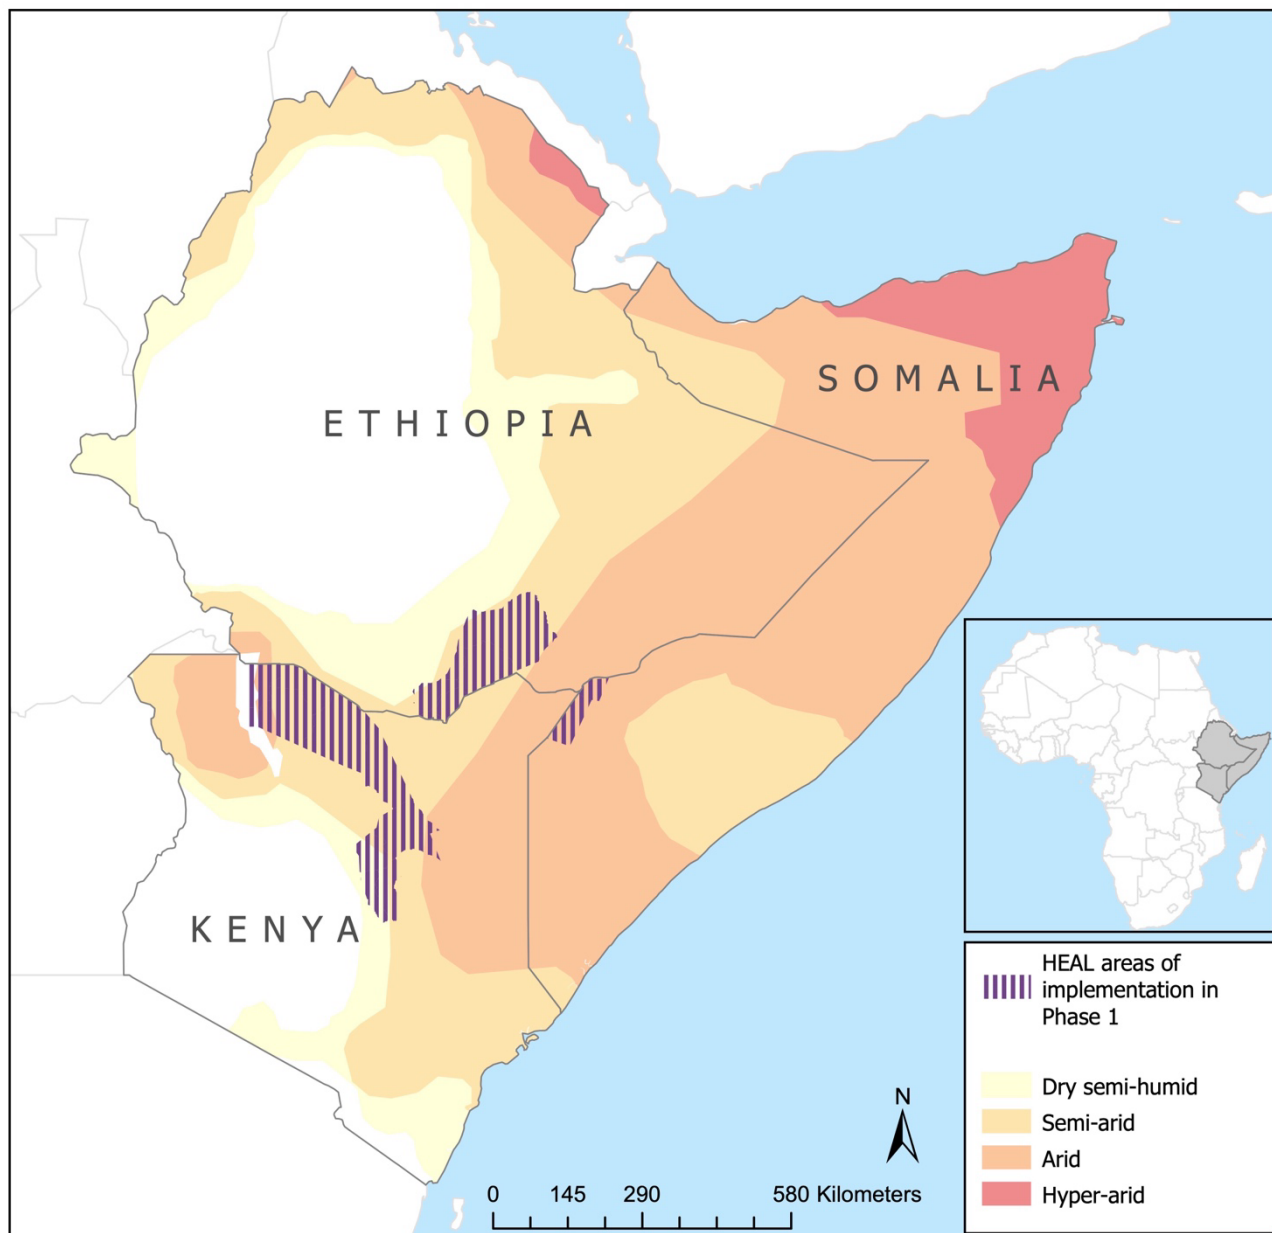 ETHIOPIA
SOMALIA
KENYA
HEAL areas of
implementation in
Phase 1
Dry semi-humid
Semi-arid
Arid
Hyper-arid
N
0 145 290 580 Kilometers